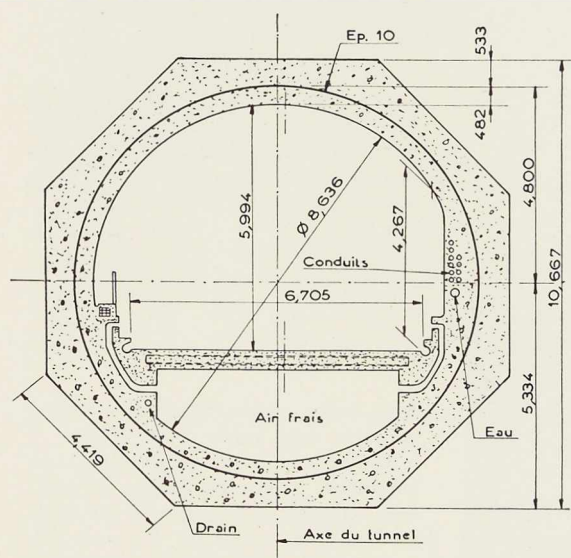 Ep. 10
533
482
4,800
10,667
5,994
Ø 8,636
4,267
Conduits
6,705
5,334
Air frais
Eau
4,419
Drain
Axe du tunnel